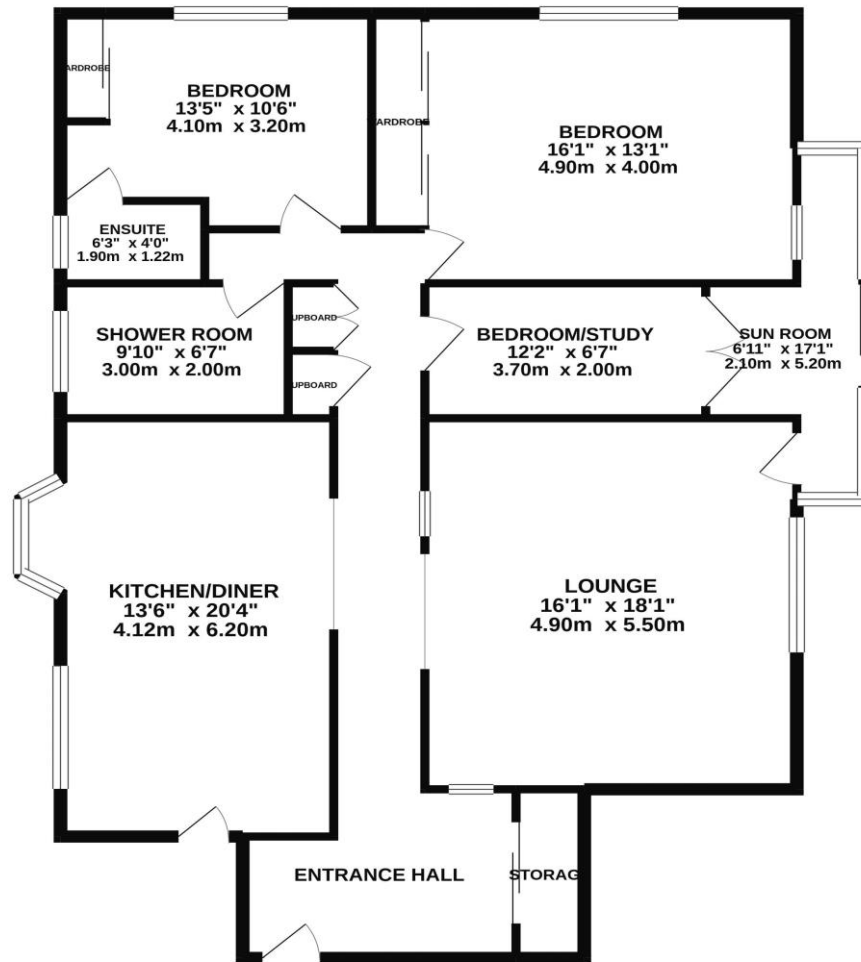 ARDROBE
BEDROOM
13'5" x 10'6"
4.10m x 3.20m
ARDROBE
BEDROOM
16'1" x 13'1"
4.90m x 4.00m
ENSUITE
6'3" x 4'0"
1.90m x 1.22m
SHOWER ROOM
9'10" x 6'7"
3.00m x 2.00m
UPBOARD
UPBOARD
BEDROOM/STUDY
12'2" x 6'7"
3.70m x 2.00m
SUN ROOM
6'11" x 17'1"
2.10m x 5.20m
KITCHEN/DINER
13'6" x 20'4"
4.12m x 6.20m
LOUNGE
16'1" x 18'1"
4.90m x 5.50m
ENTRANCE HALL
STORAG